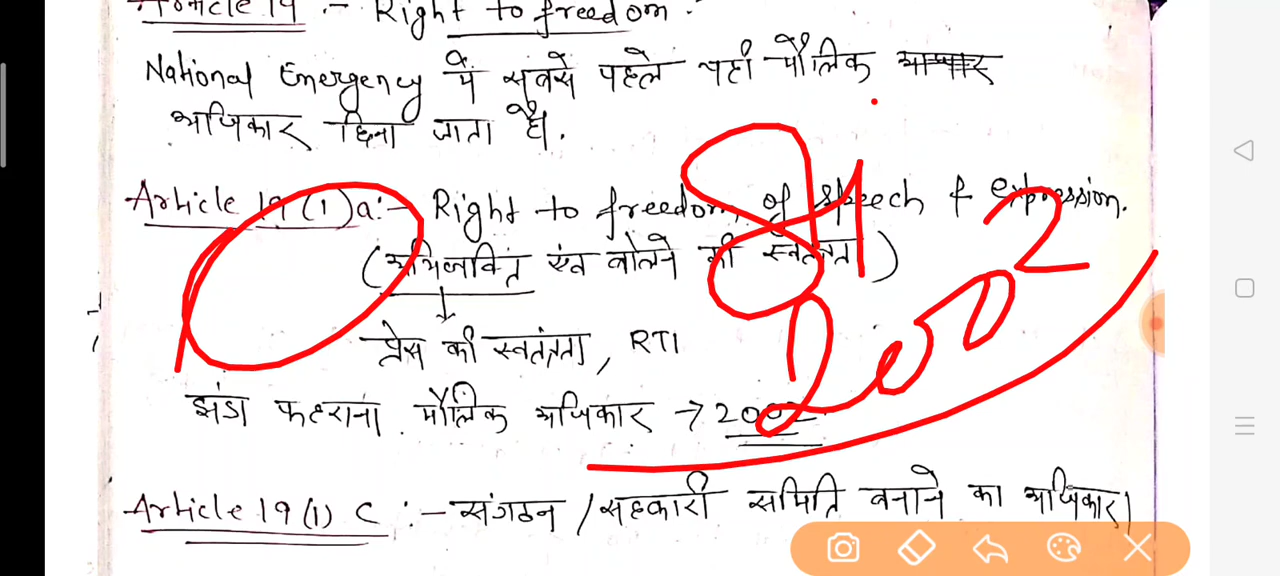 Article 19 :- Right to freedom.
National Emergency में सबसे पहले यही मौलिक
अधिकार छिना जाता है।
Article 19 (1) a :- Right to freedom of speech & expression.
(अभिव्यक्ति एंव बोलने की स्वतंत्रता)
प्रेस की स्वतंत्रता, RTI
झंडा फहराना मौलिक अधिकार → 2002
2002
Article 19 (1) C :- संगठन / सहकारी समिति बनाने का अधिकार।